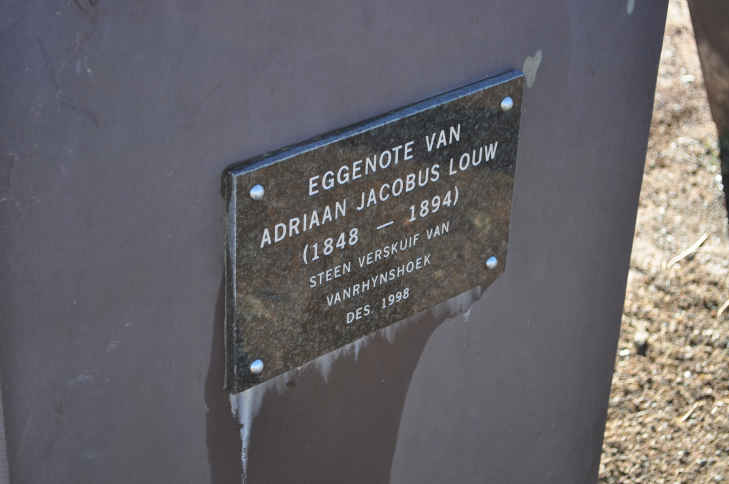 EGGENOTE VAN
ADRIAAN JACOBUS LOUW
(1848 — 1894)
STEEN VERSKUIF VAN
VANRHYNSHOEK
DES. 1998